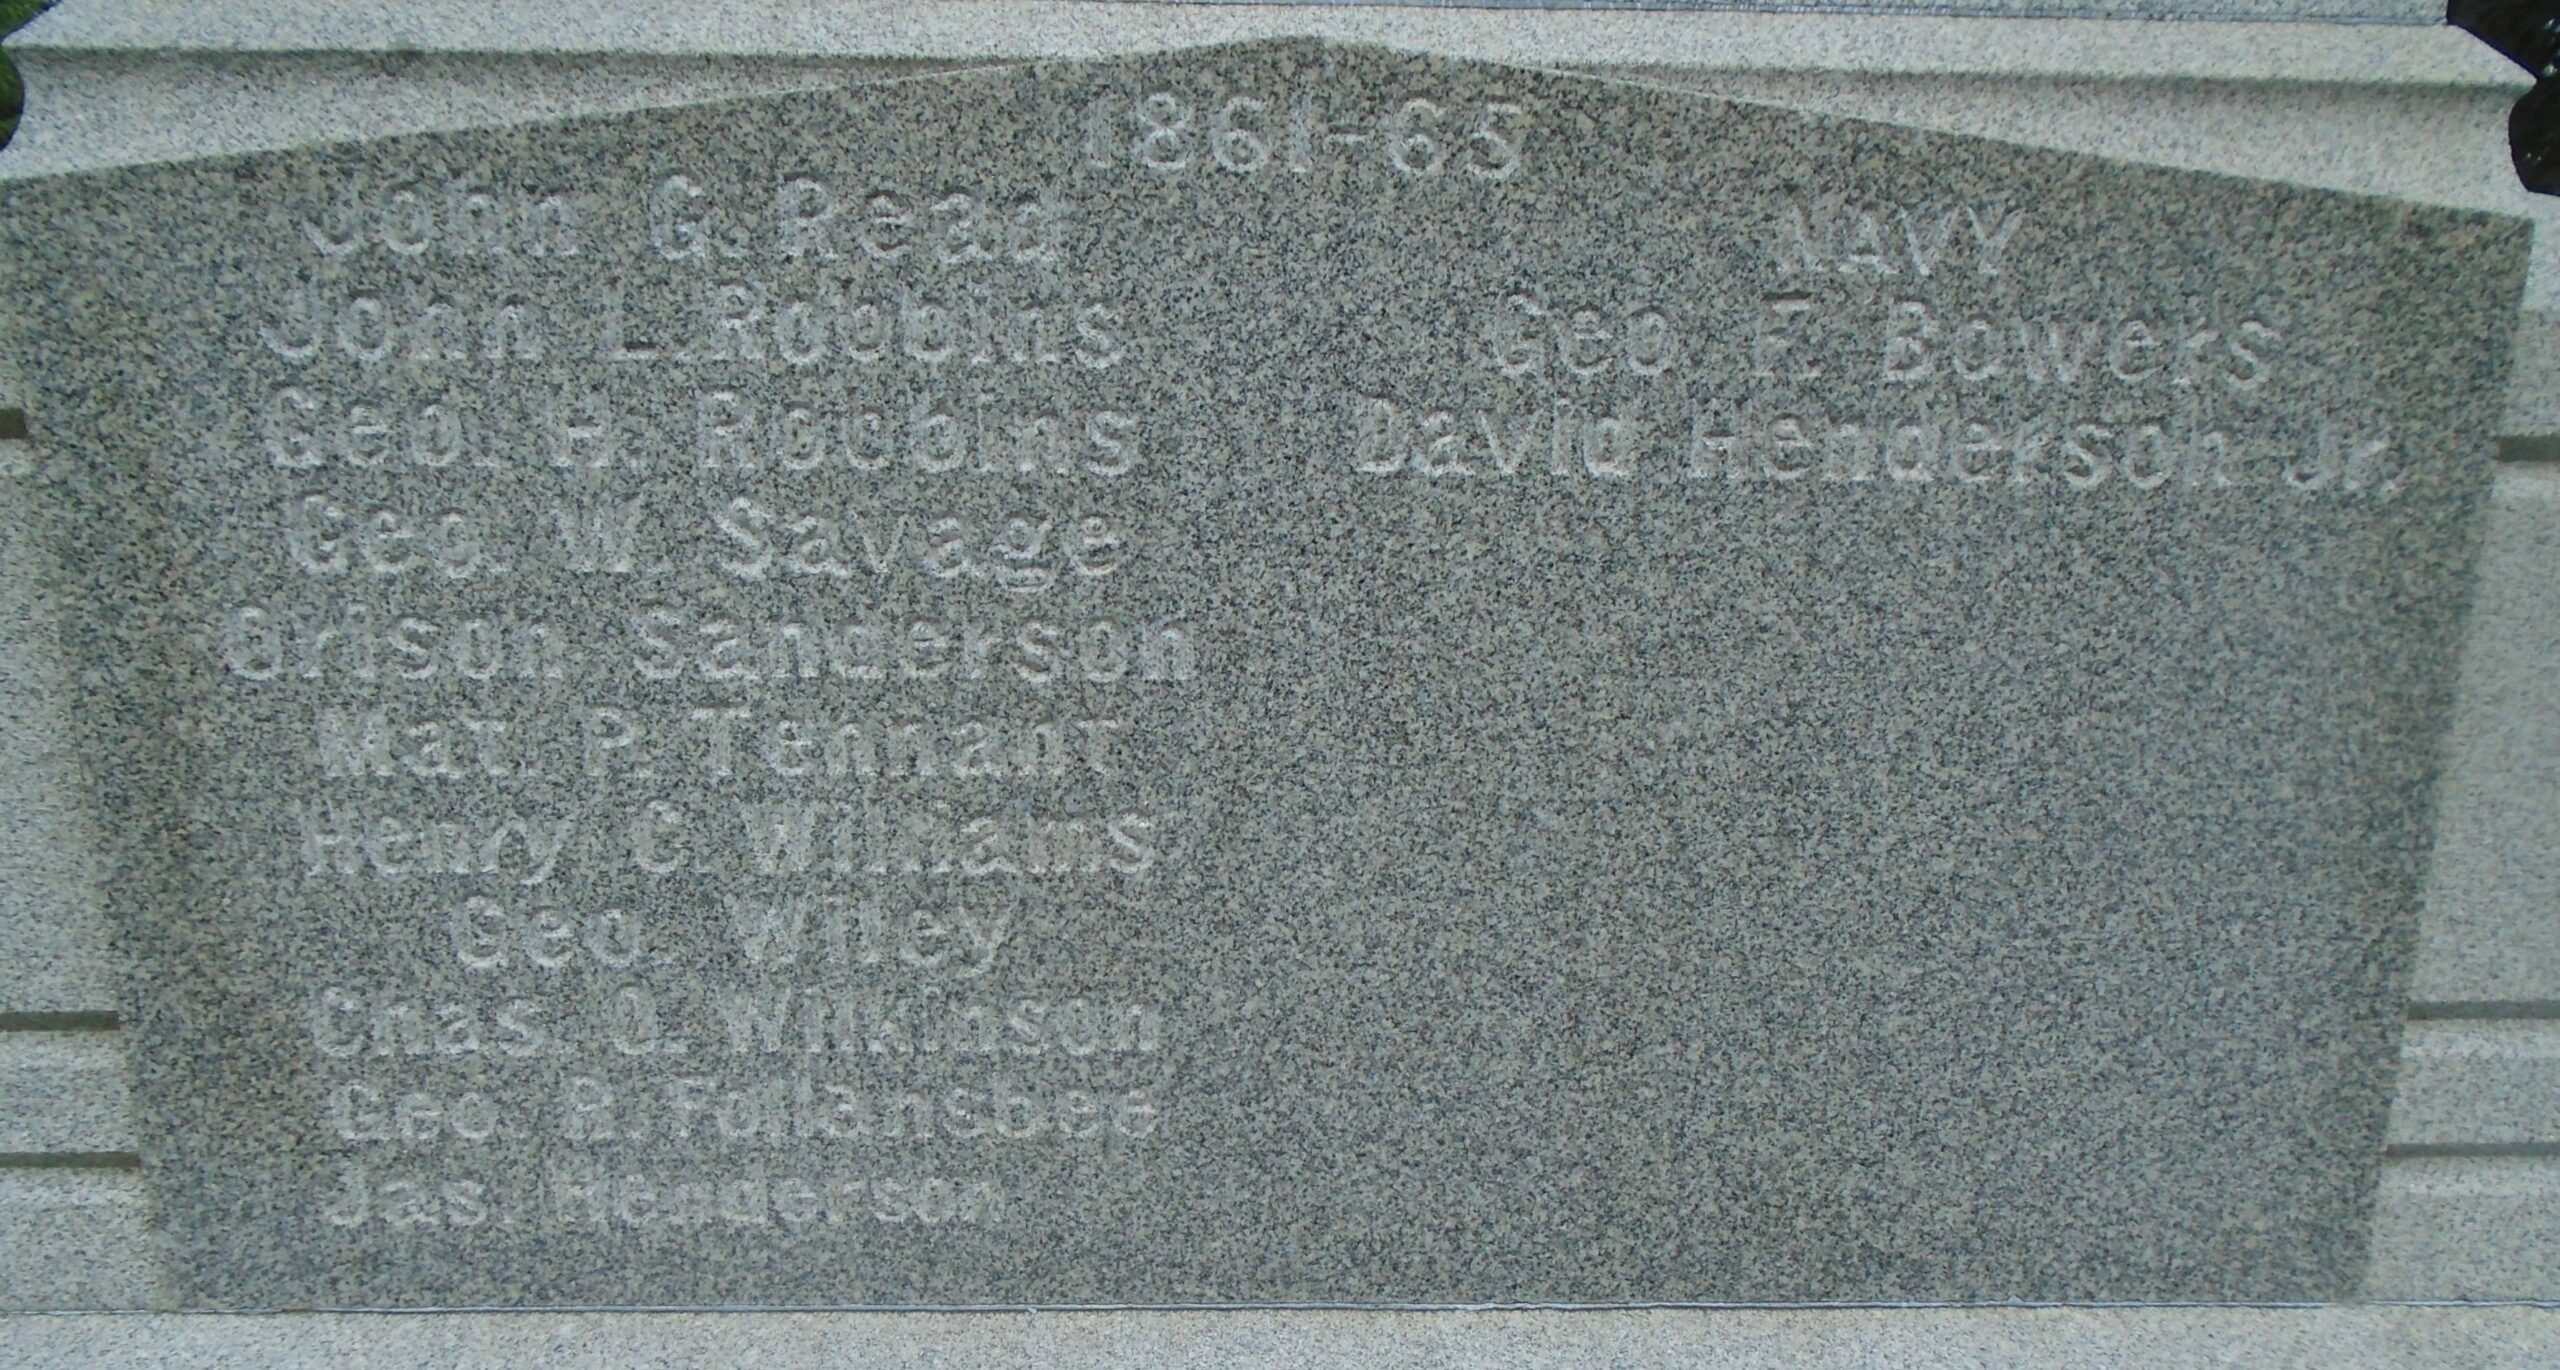 1861-65
John G. Read
John L. Robbins
Geo. H. Robbins
Geo. W. Savage
Orison Sanderson
Mat. P. Tennant
Henry C. Williams
Geo. Wiley
Chas. O. Wilkinson
Geo. B. Follansbee
Jas. Henderson
NAVY
Geo. F. Bowers
David Henderson Jr.